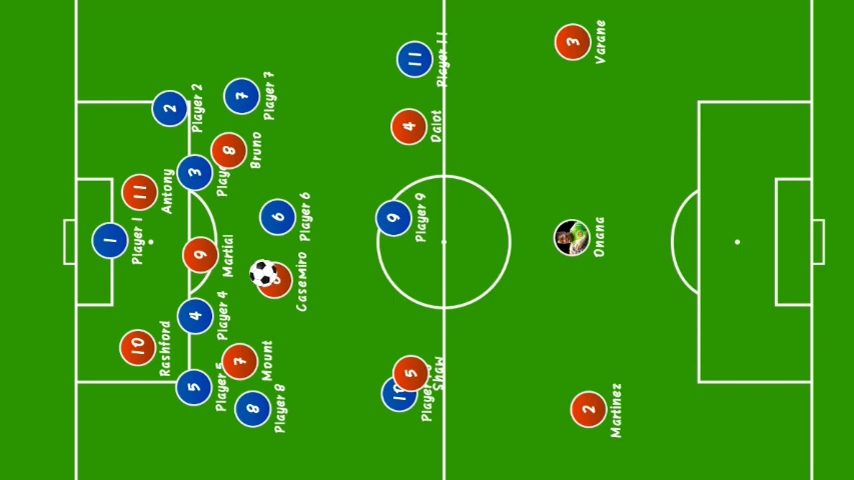 3
Varane
11
Player 11
4
Dalot
7
Player 7
2
Player 2
8
Bruno
3
Play
11
Antony
6
Player 6
9
Player 9
1
Player 1
9
Martial
Onana
Casemiro
4
Player 4
10
Rashford
7
Mount
5
Shaw
5
Player 5
8
Player 8
10
Player
2
Martinez